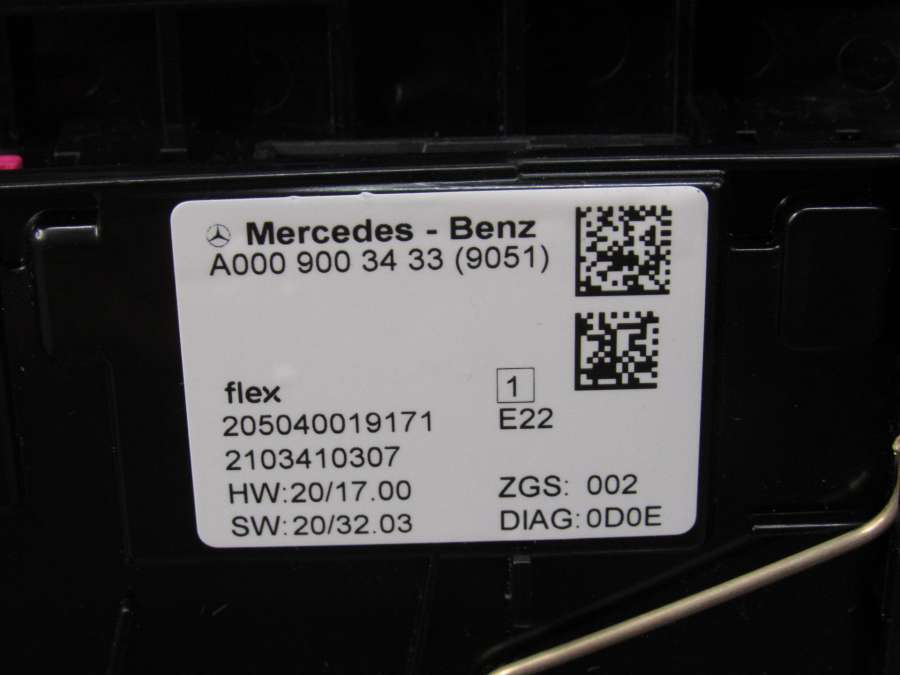 Mercedes - Benz
A000 900 34 33 (9051)
flex
1
205040019171
E22
2103410307
HW:20/17.00
ZGS: 002
SW:20/32.03
DIAG:0D0E